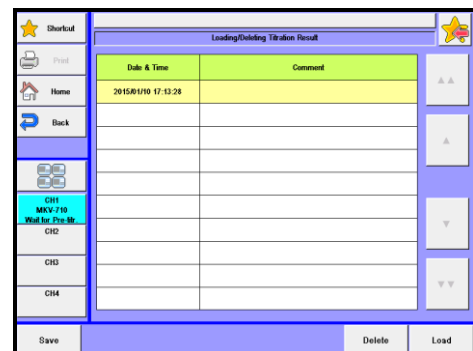 Shortcut
Loading/Deleting Titration Result
Print
Home
Back
Date & Time Comment
2015/01/10 17:13:28
CH1
MKV-710
Wait for Pre-titr.
CH2
CH3
CH4
Save Delete Load